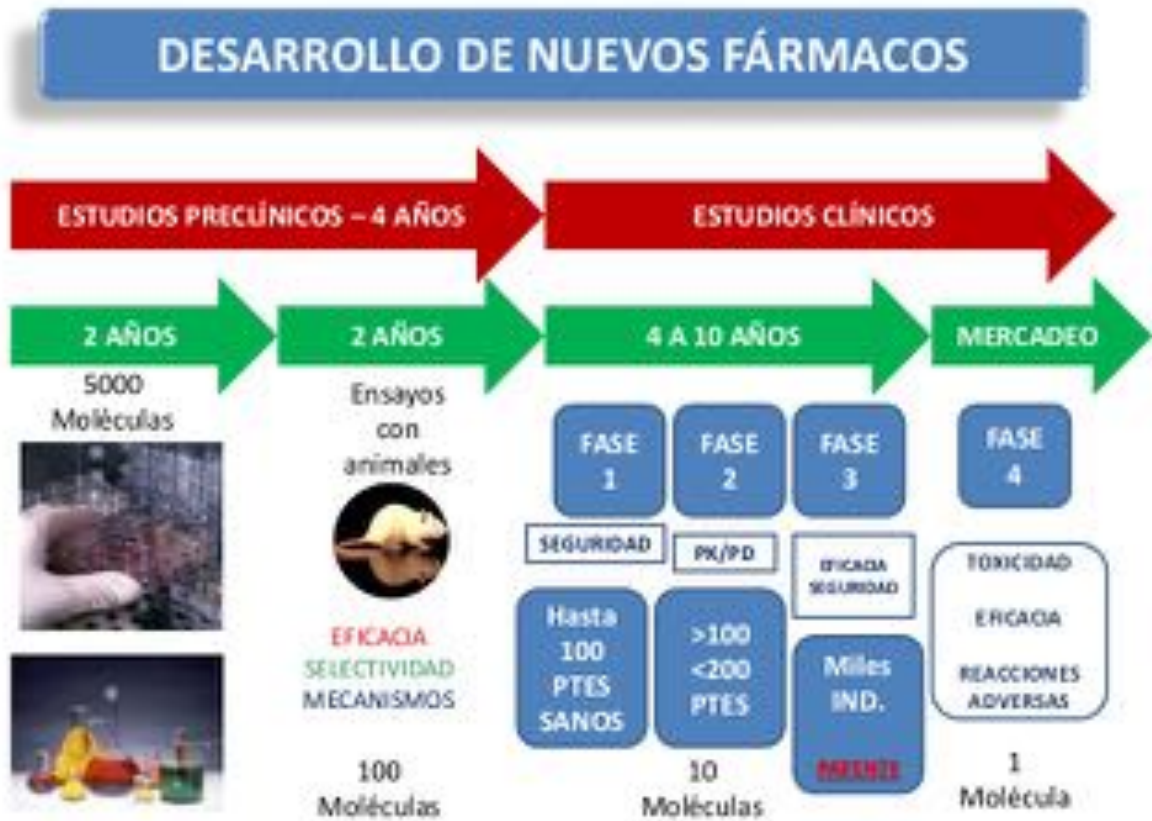 DESARROLLO DE NUEVOS FÁRMACOS
ESTUDIOS PRECLÍNICOS – 4 AÑOS
ESTUDIOS CLÍNICOS
2 AÑOS
2 AÑOS
4 A 10 AÑOS
MERCADEO
5000
Moléculas
Ensayos
con
animales
EFICACIA
SELECTIVIDAD
MECANISMOS
100
Moléculas
FASE
1
SEGURIDAD
Hasta
100
PTES
SANOS
FASE
2
PK/PD
>100
<200
PTES
10
Moléculas
FASE
3
EFICACIA
SEGURIDAD
Miles
IND.
FASE
4
TOXICIDAD
EFICACIA
REACCIONES
ADVERSAS
1
Molécula